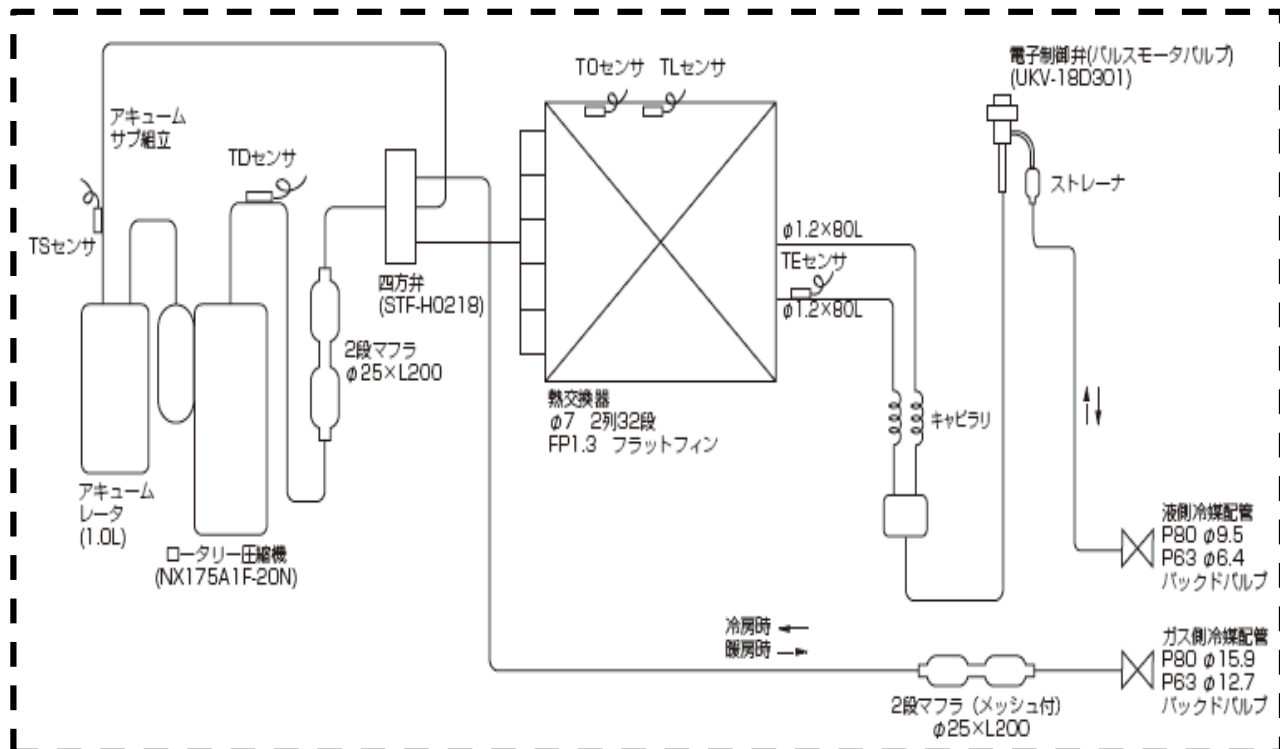 電子制御弁(パルスモータバルブ)
(UKV-18D301)
TOセンサ TLセンサ
アキューム
サブ組立
TDセンサ
ストレーナ
TSセンサ
φ1.2×80L
TEセンサ
φ1.2×80L
四方弁
(STF-H0218)
2段マフラ
φ25×L200
熱交換器
φ7 2列32段
FP1.3 フラットフィン
キャピラリ
アキューム
レータ
(1.0L)
ロータリー圧縮機
(NX175A1F-20N)
液側冷媒配管
P80 φ9.5
P63 φ6.4
パックドバルブ
冷房時
暖房時
ガス側冷媒配管
P80 φ15.9
P63 φ12.7
パックドバルブ
2段マフラ (メッシュ付)
φ25×L200